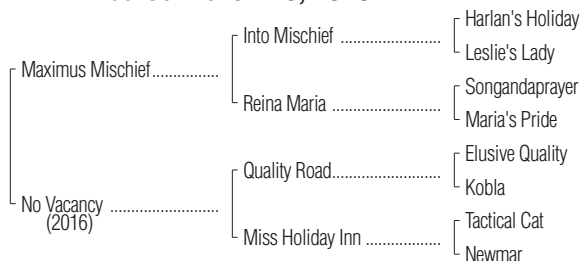 Harlan's Holiday
Into Mischief
Leslie's Lady
Maximus Mischief
Songandaprayer
Reina Maria
Maria's Pride
Elusive Quality
Quality Road
Kobla
No Vacancy
(2016)
Tactical Cat
Miss Holiday Inn
Newmar